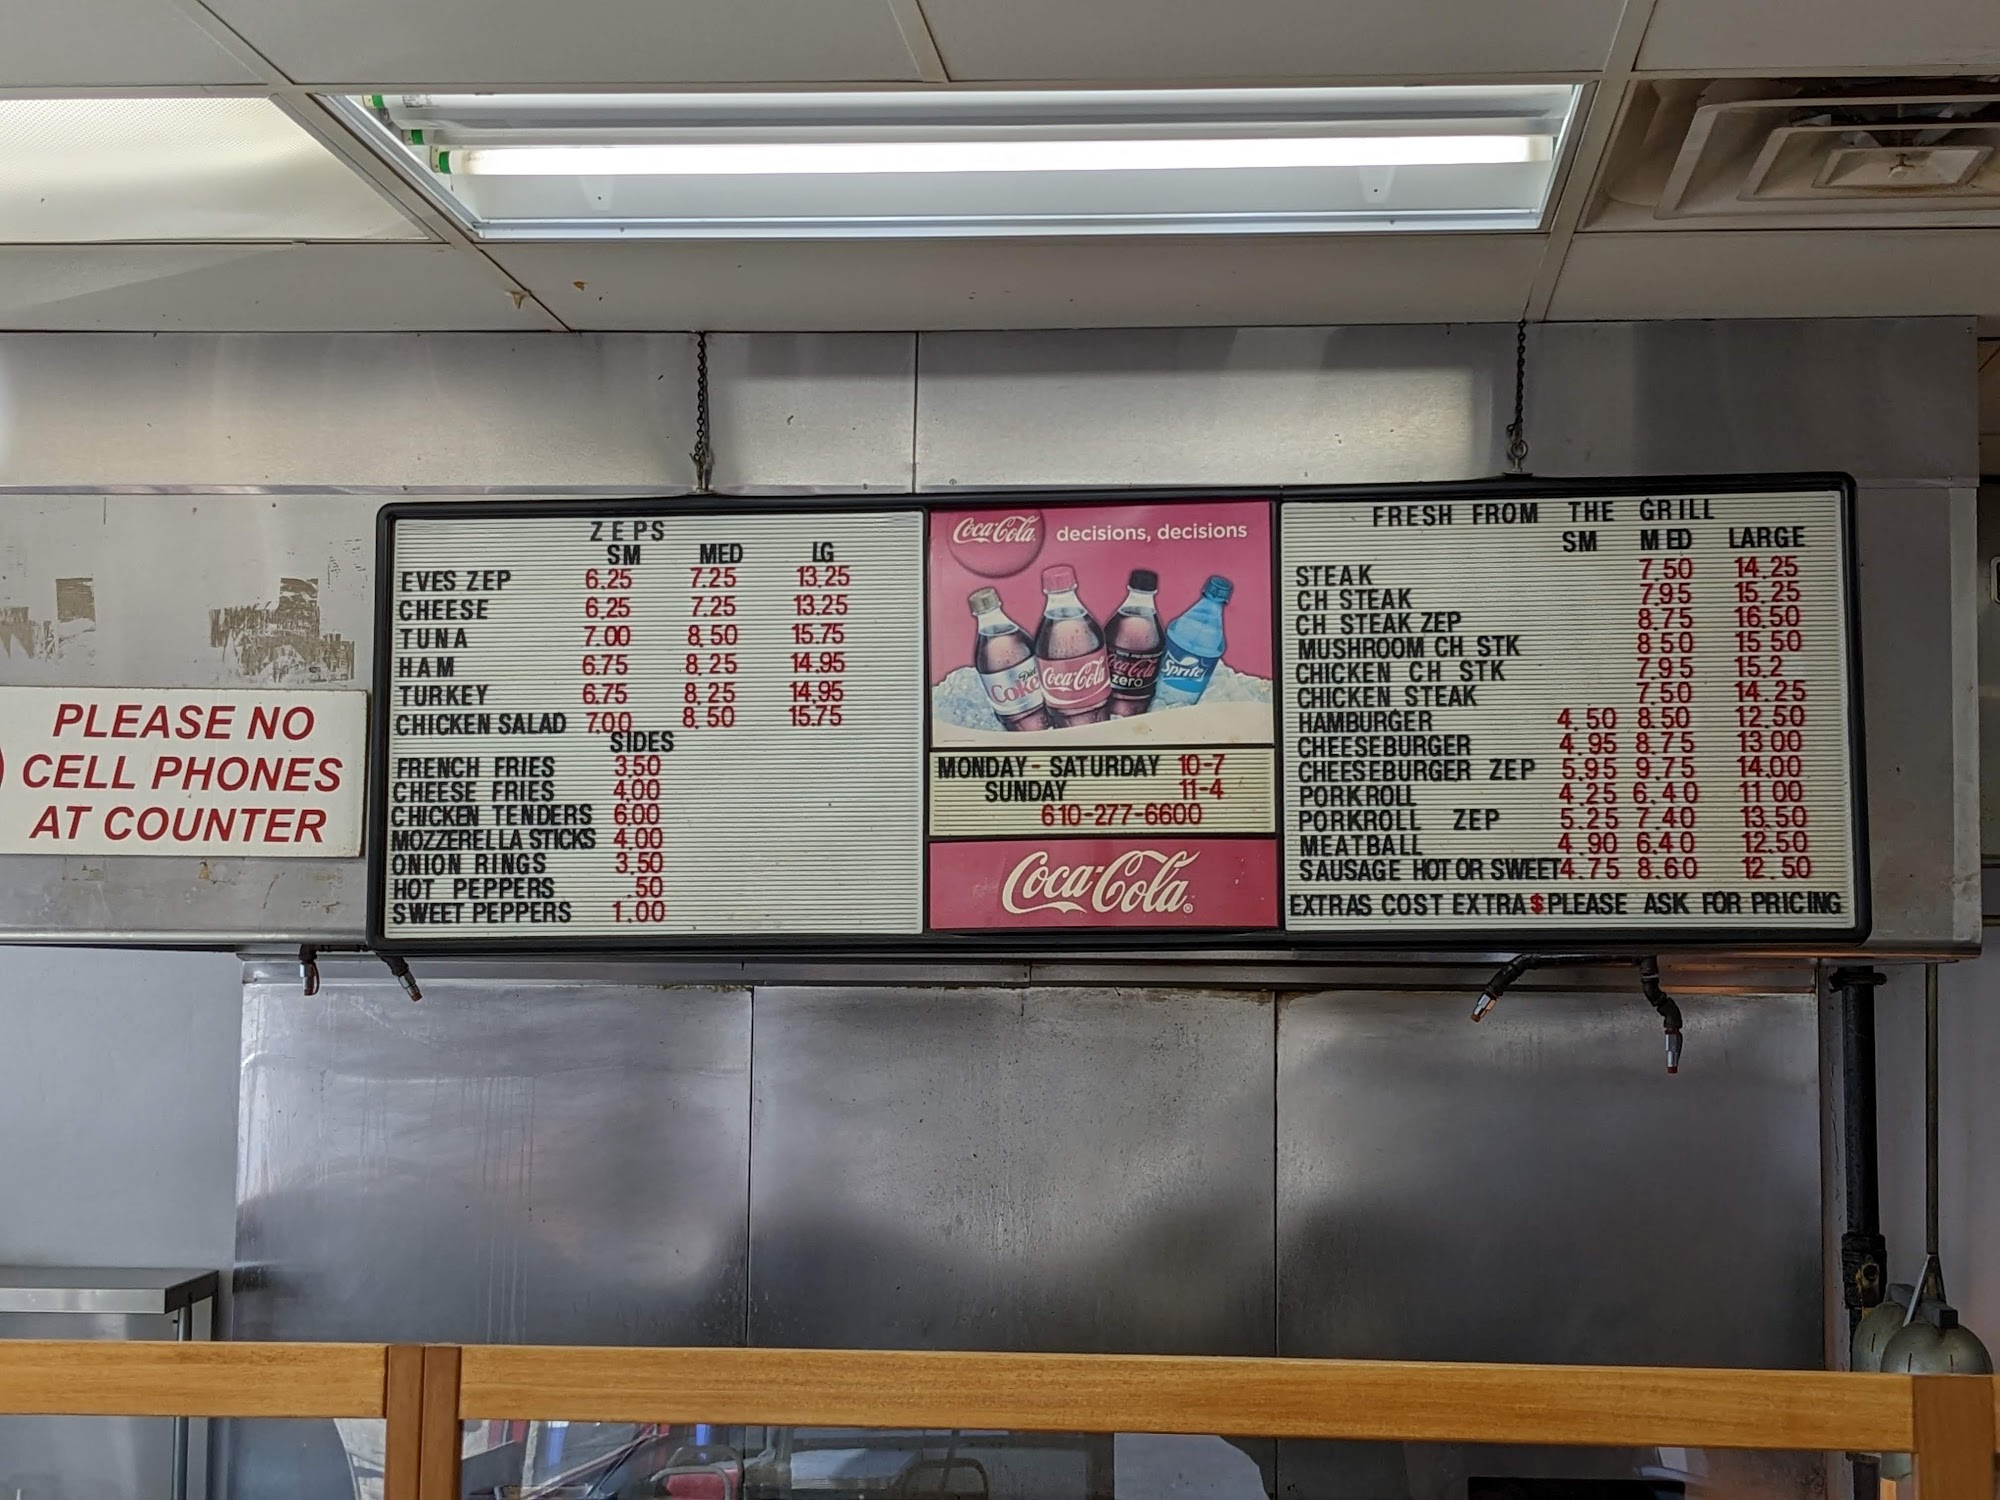 PLEASE NO
CELL PHONES
AT COUNTER
ZEPS
SM MED LG
EVES ZEP 6.25 7.25 13.25
CHEESE 6.25 7.25 13.25
TUNA 7.00 8.50 15.75
HAM 6.75 8.25 14.95
TURKEY 6.75 8.25 14.95
CHICKEN SALAD 7.00 8.50 15.75
SIDES
FRENCH FRIES 3.50
CHEESE FRIES 4.00
CHICKEN TENDERS 6.00
MOZZERELLA STICKS 4.00
ONION RINGS 3.50
HOT PEPPERS .50
SWEET PEPPERS 1.00
Coca-Cola decisions, decisions
Diet Coke Coca-Cola Coca-Cola zero Sprite
MONDAY - SATURDAY 10-7
SUNDAY 11-4
610-277-6600
Coca-Cola
FRESH FROM THE GRILL
SM MED LARGE
STEAK 7.50 14.25
CH STEAK 7.95 15.25
CH STEAK ZEP 8.75 16.50
MUSHROOM CH STK 8 50 15 50
CHICKEN CH STK 7.95 15.2
CHICKEN STEAK 7.50 14.25
HAMBURGER 4.50 8.50 12.50
CHEESEBURGER 4.95 8.75 13 00
CHEESEBURGER ZEP 5.95 9.75 14.00
PORKROLL 4.25 6.40 11 00
PORKROLL ZEP 5.25 7.40 13.50
MEATBALL 4.90 6.40 12.50
SAUSAGE HOT OR SWEET 4.75 8.60 12.50
EXTRAS COST EXTRA $ PLEASE ASK FOR PRICING